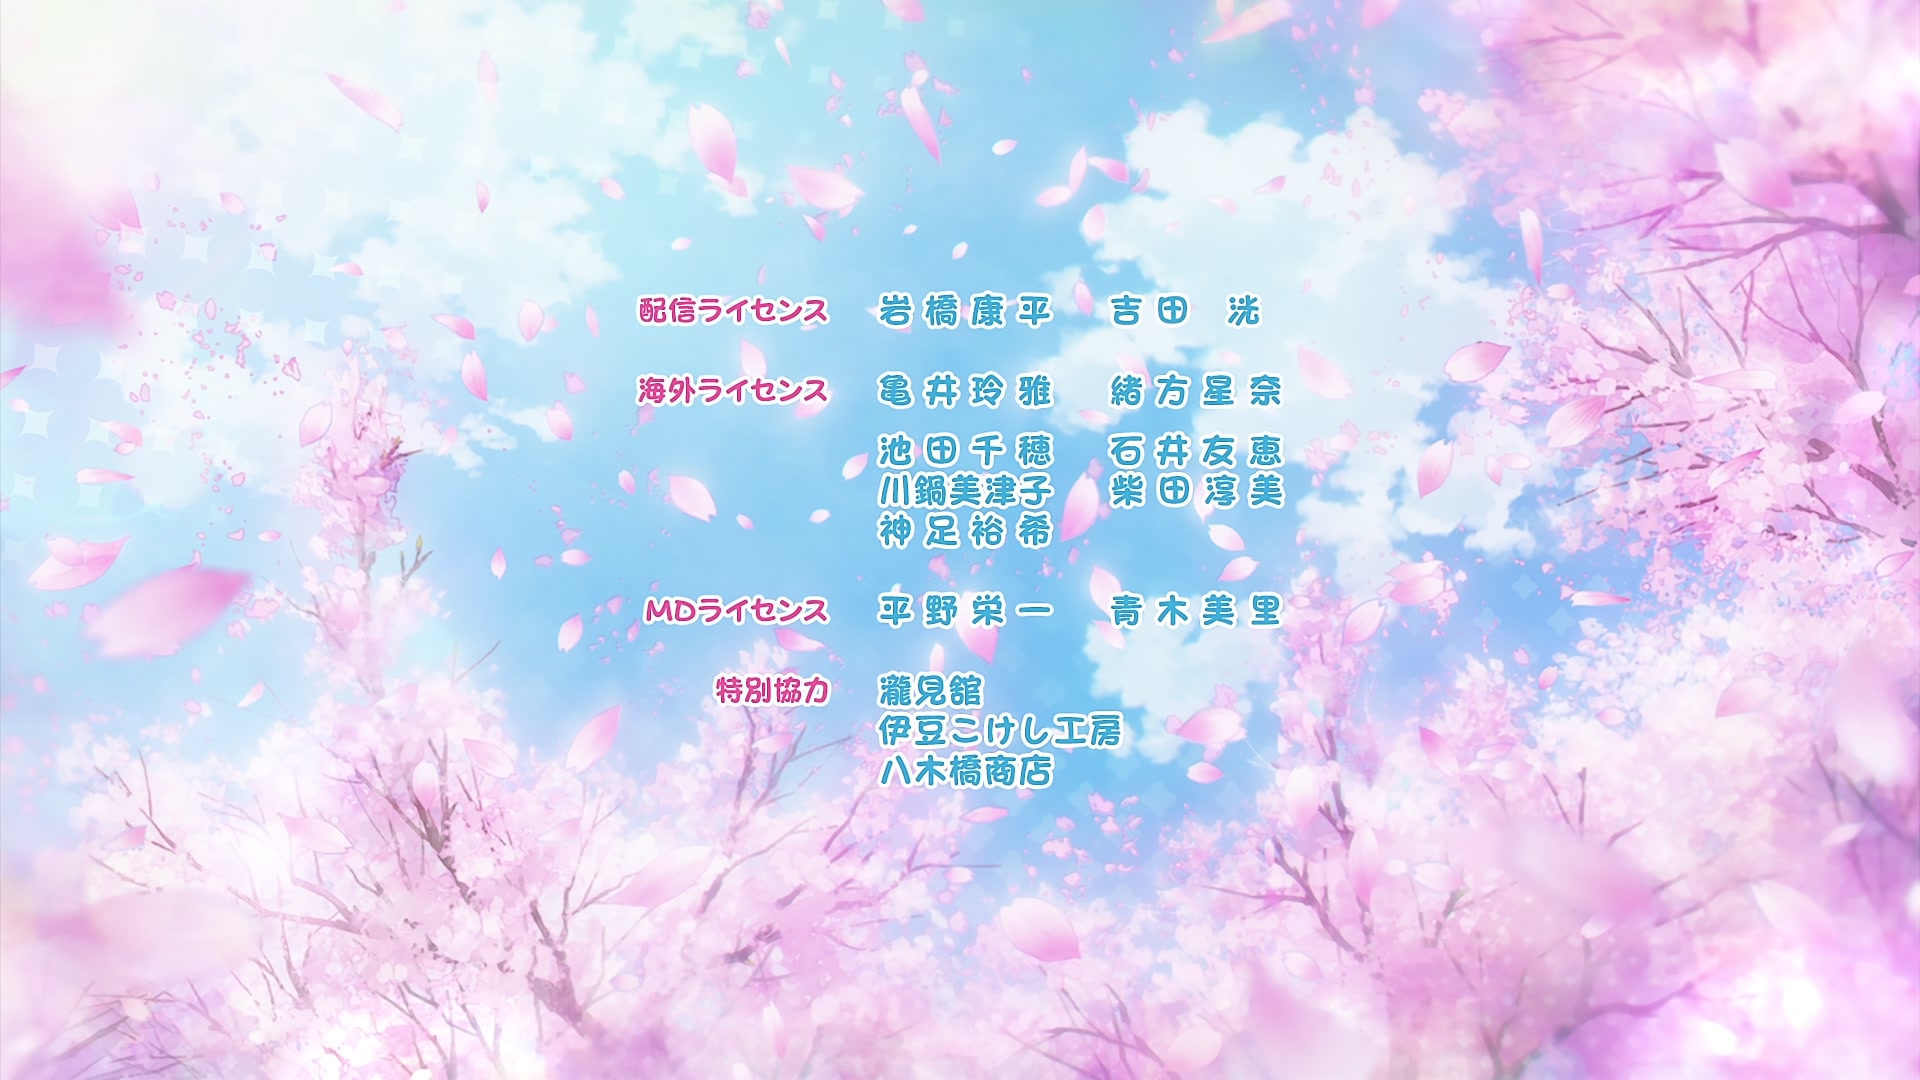 配信ライセンス 岩橋康平 吉田 洸
海外ライセンス 亀井玲雅 緒方星奈
池田千穂 石井友恵
川鍋美津子 柴田淳美
神足裕希
MDライセンス 平野栄一 青木美里
特別協力 瀧見舘
伊豆こけし工房
八木橋商店